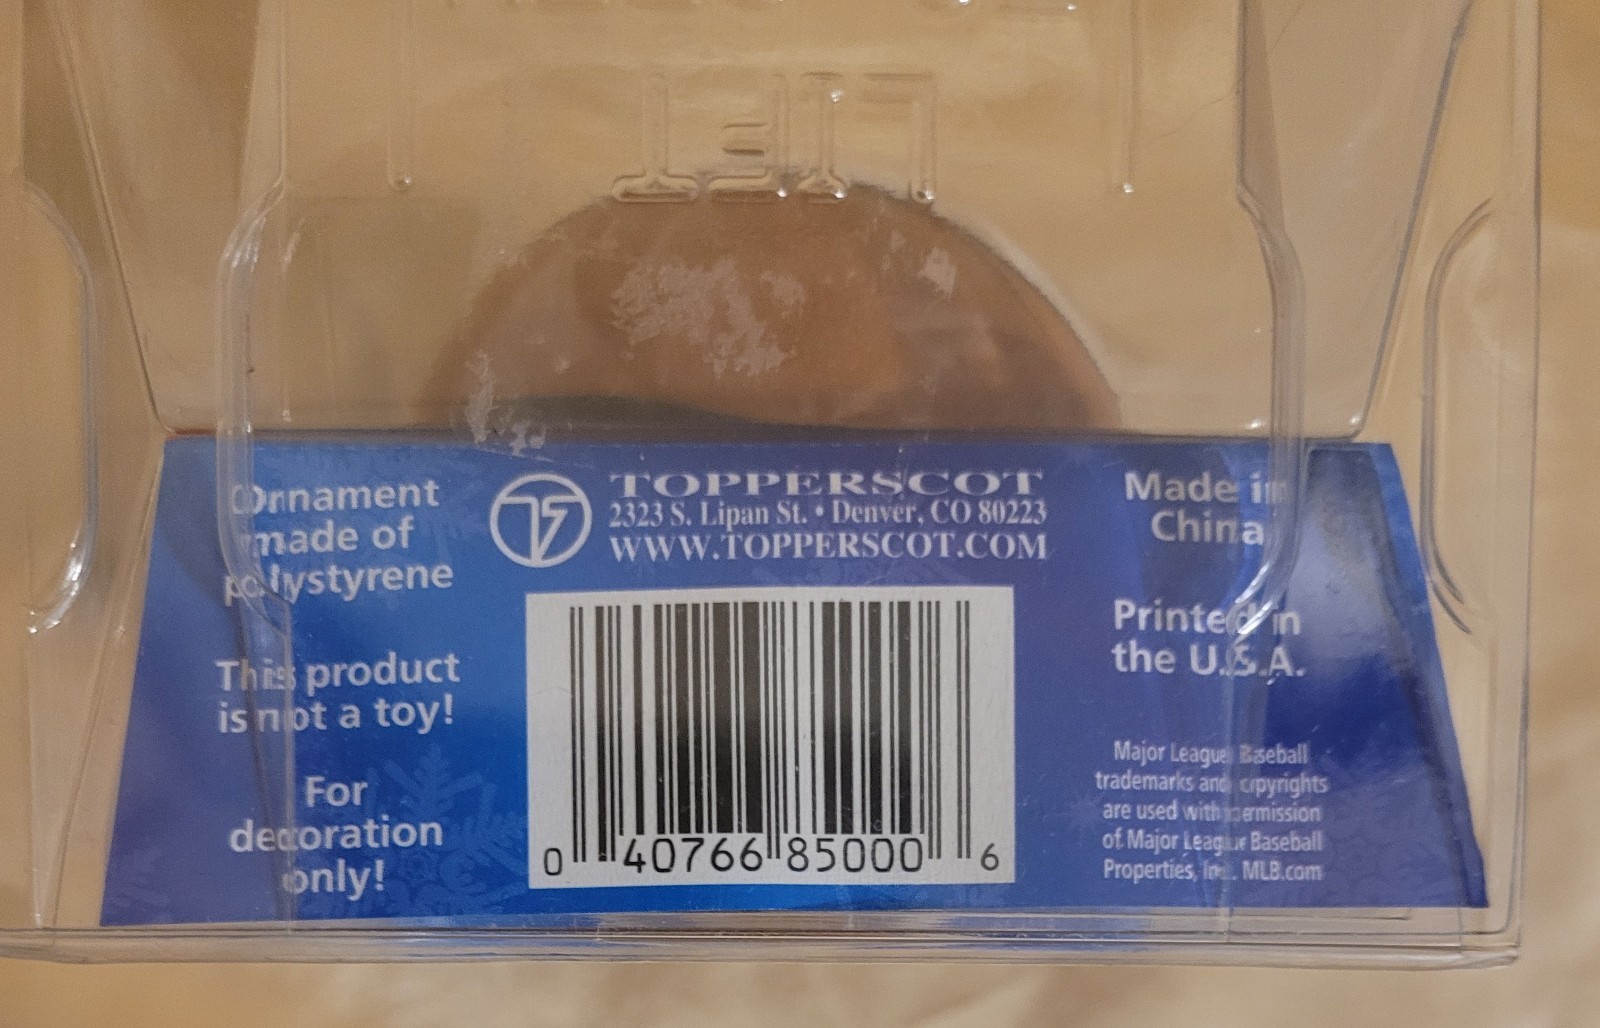 LIFT
Ornament
made of
polystyrene
This product
is not a toy!
For
decoration
only!
TOPPERSCOT
2323 S. Lipan St. • Denver, CO 80223
WWW.TOPPERSCOT.COM
0 40766 85000 6
Made in
China
Printed in
the U.S.A.
Major League Baseball
trademarks and copyrights
are used with permission
of Major League Baseball
Properties, Inc. MLB.com